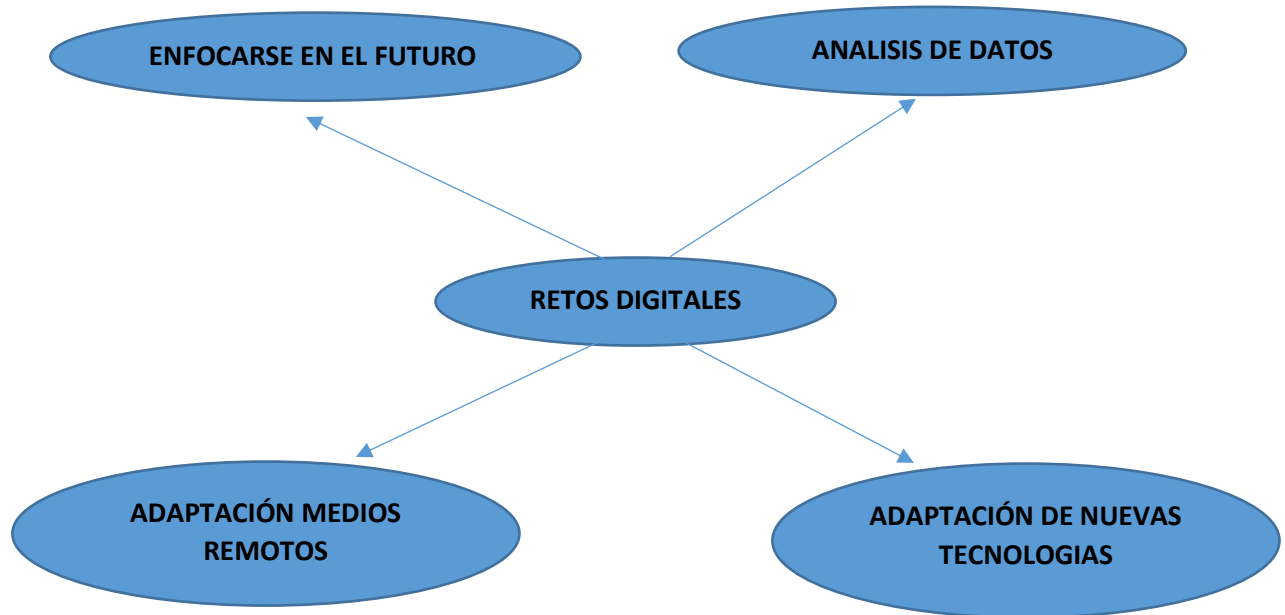 ENFOCARSE EN EL FUTURO
ANALISIS DE DATOS
RETOS DIGITALES
ADAPTACIÓN MEDIOS
REMOTOS
ADAPTACIÓN DE NUEVAS
TECNOLOGIAS